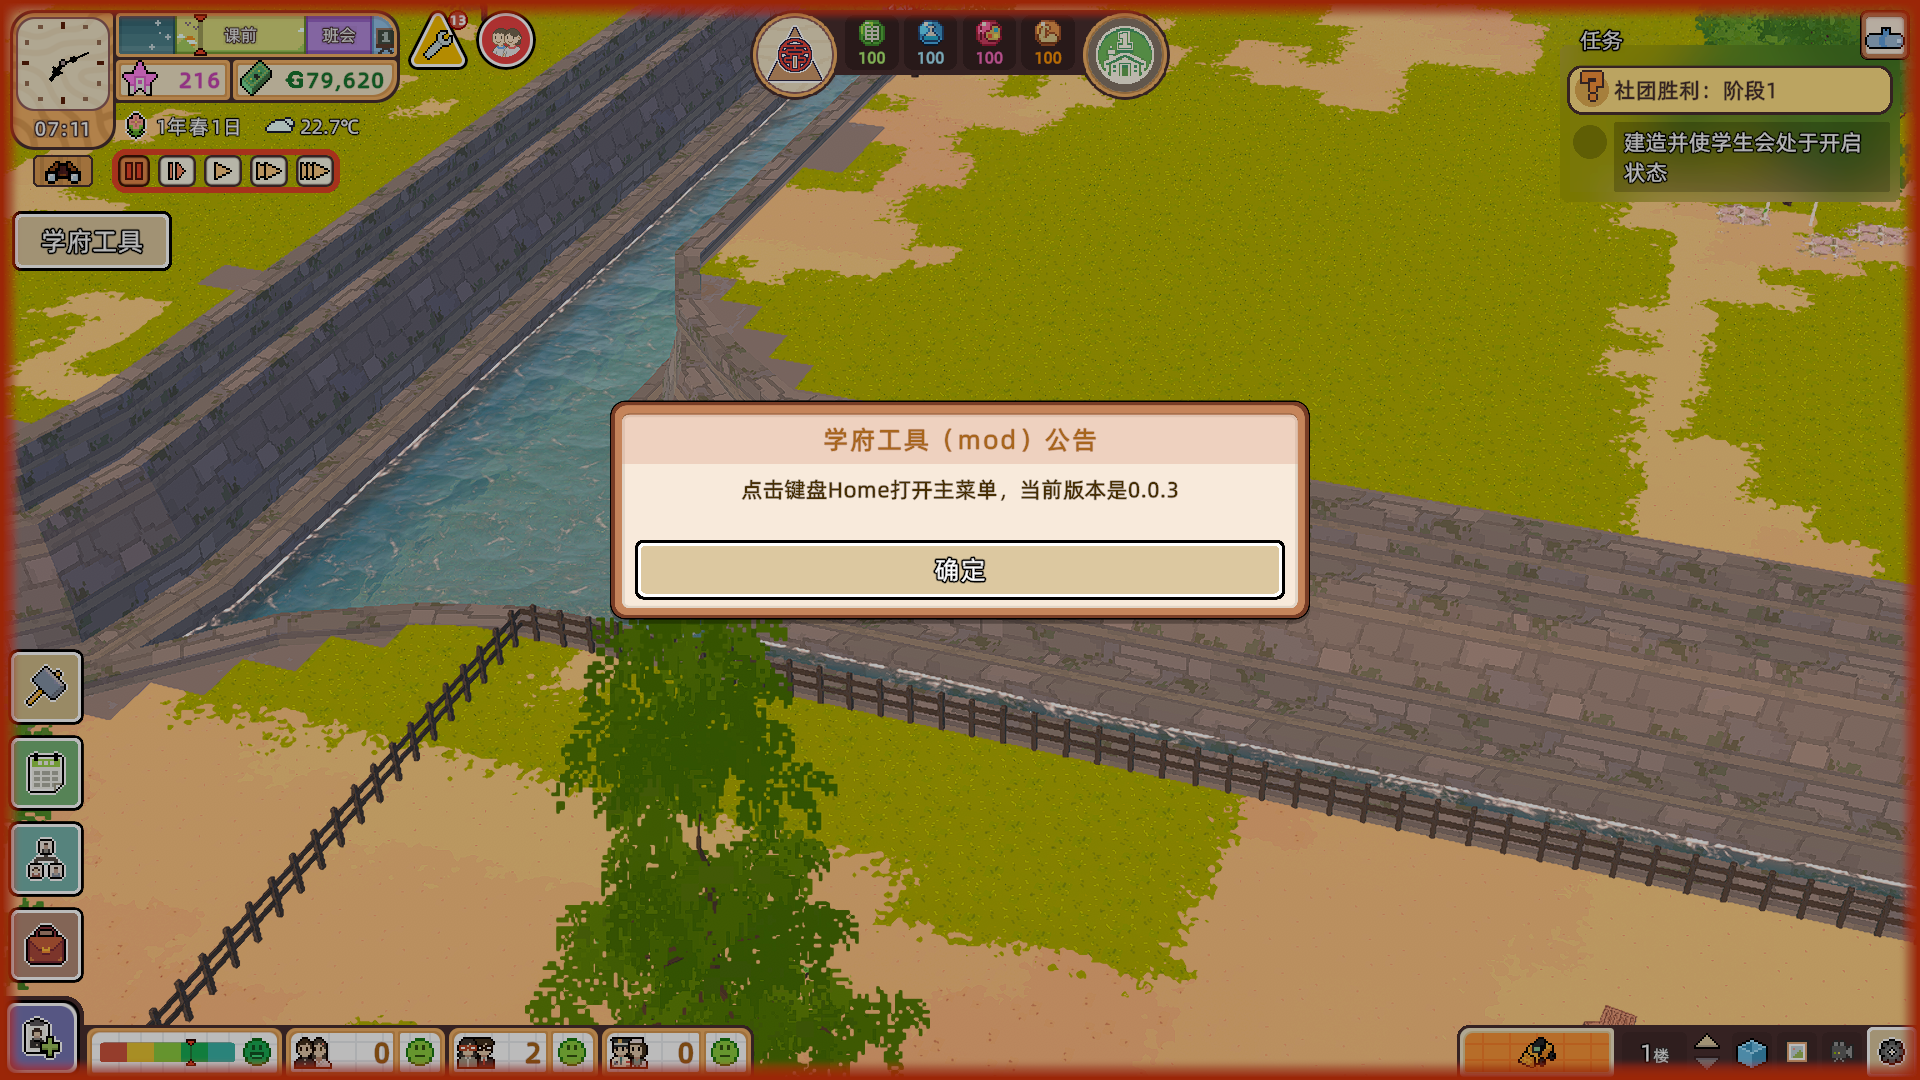 课前
班会
1
13
216
G79,620
07:11
1年春1日
22.7℃
学府工具
100
100
100
100
1
任务
社团胜利：阶段1
建造并使学生会处于开启
状态
学府工具（mod）公告
点击键盘Home打开主菜单，当前版本是0.0.3
确定
0
2
0
1楼